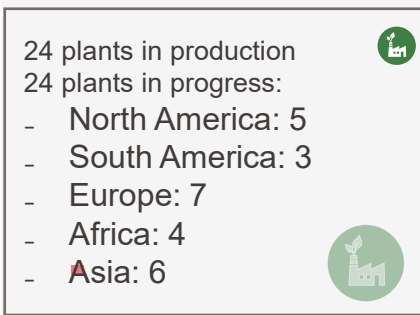 24 plants in production
24 plants in progress:
- North America: 5
- South America: 3
- Europe: 7
- Africa: 4
- Asia: 6